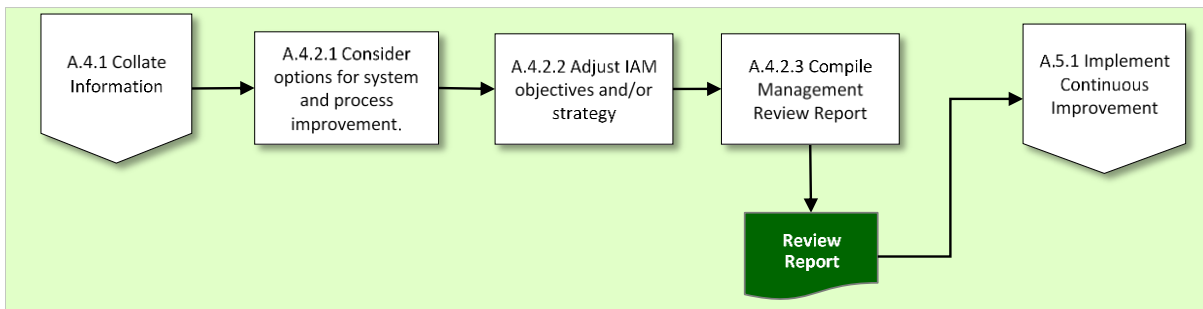 A.4.1 Collate
Information
A.4.2.1 Consider
options for system
and process
improvement.
A.4.2.2 Adjust IAM
objectives and/or
strategy
A.4.2.3 Compile
Management
Review Report
A.5.1 Implement
Continuous
Improvement
Review
Report